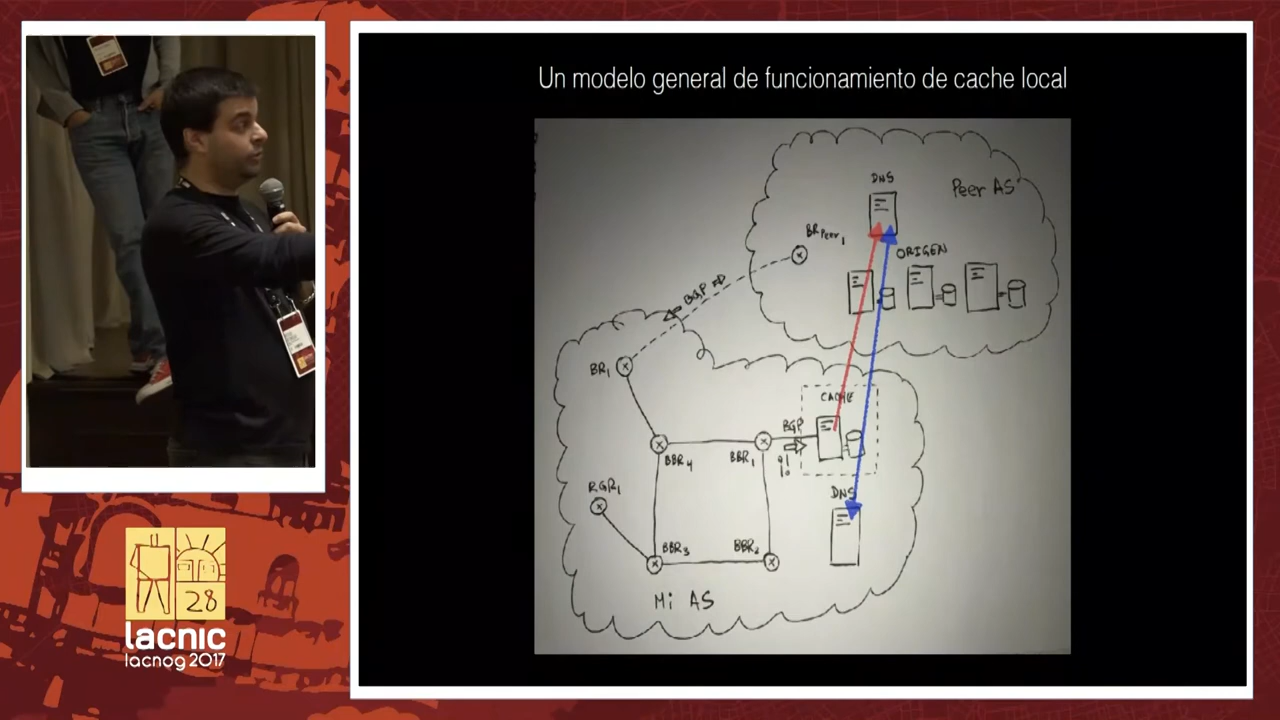 Un modelo general de funcionamiento de cache local
DNS
Peer AS
BRPeer1
ORIGEN
BGP
BR1
CACHE
BGP
BBR4
BBR1
RGR1
DNS
BBR3
BBR2
Mi AS
28
lacnic
lacnog 2017